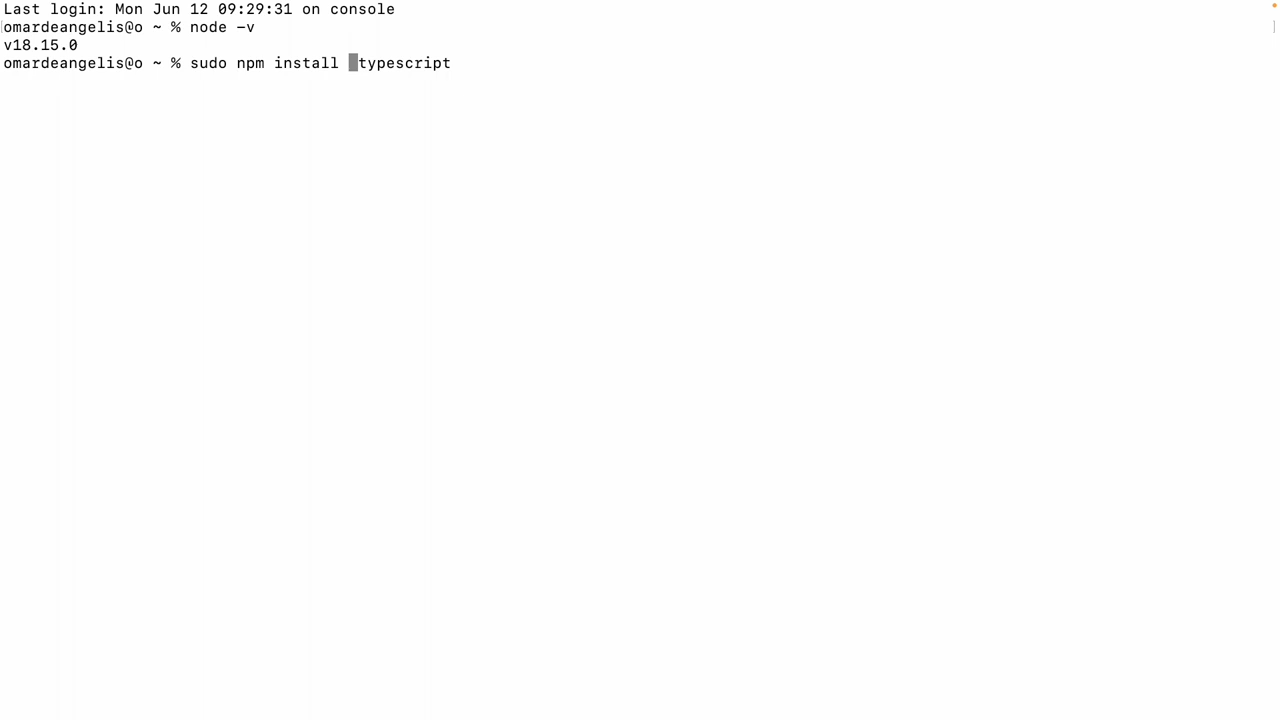 Last login: Mon Jun 12 09:29:31 on console
omardeangelis@o ~ % node -v
v18.15.0
omardeangelis@o ~ % sudo npm install  typescript